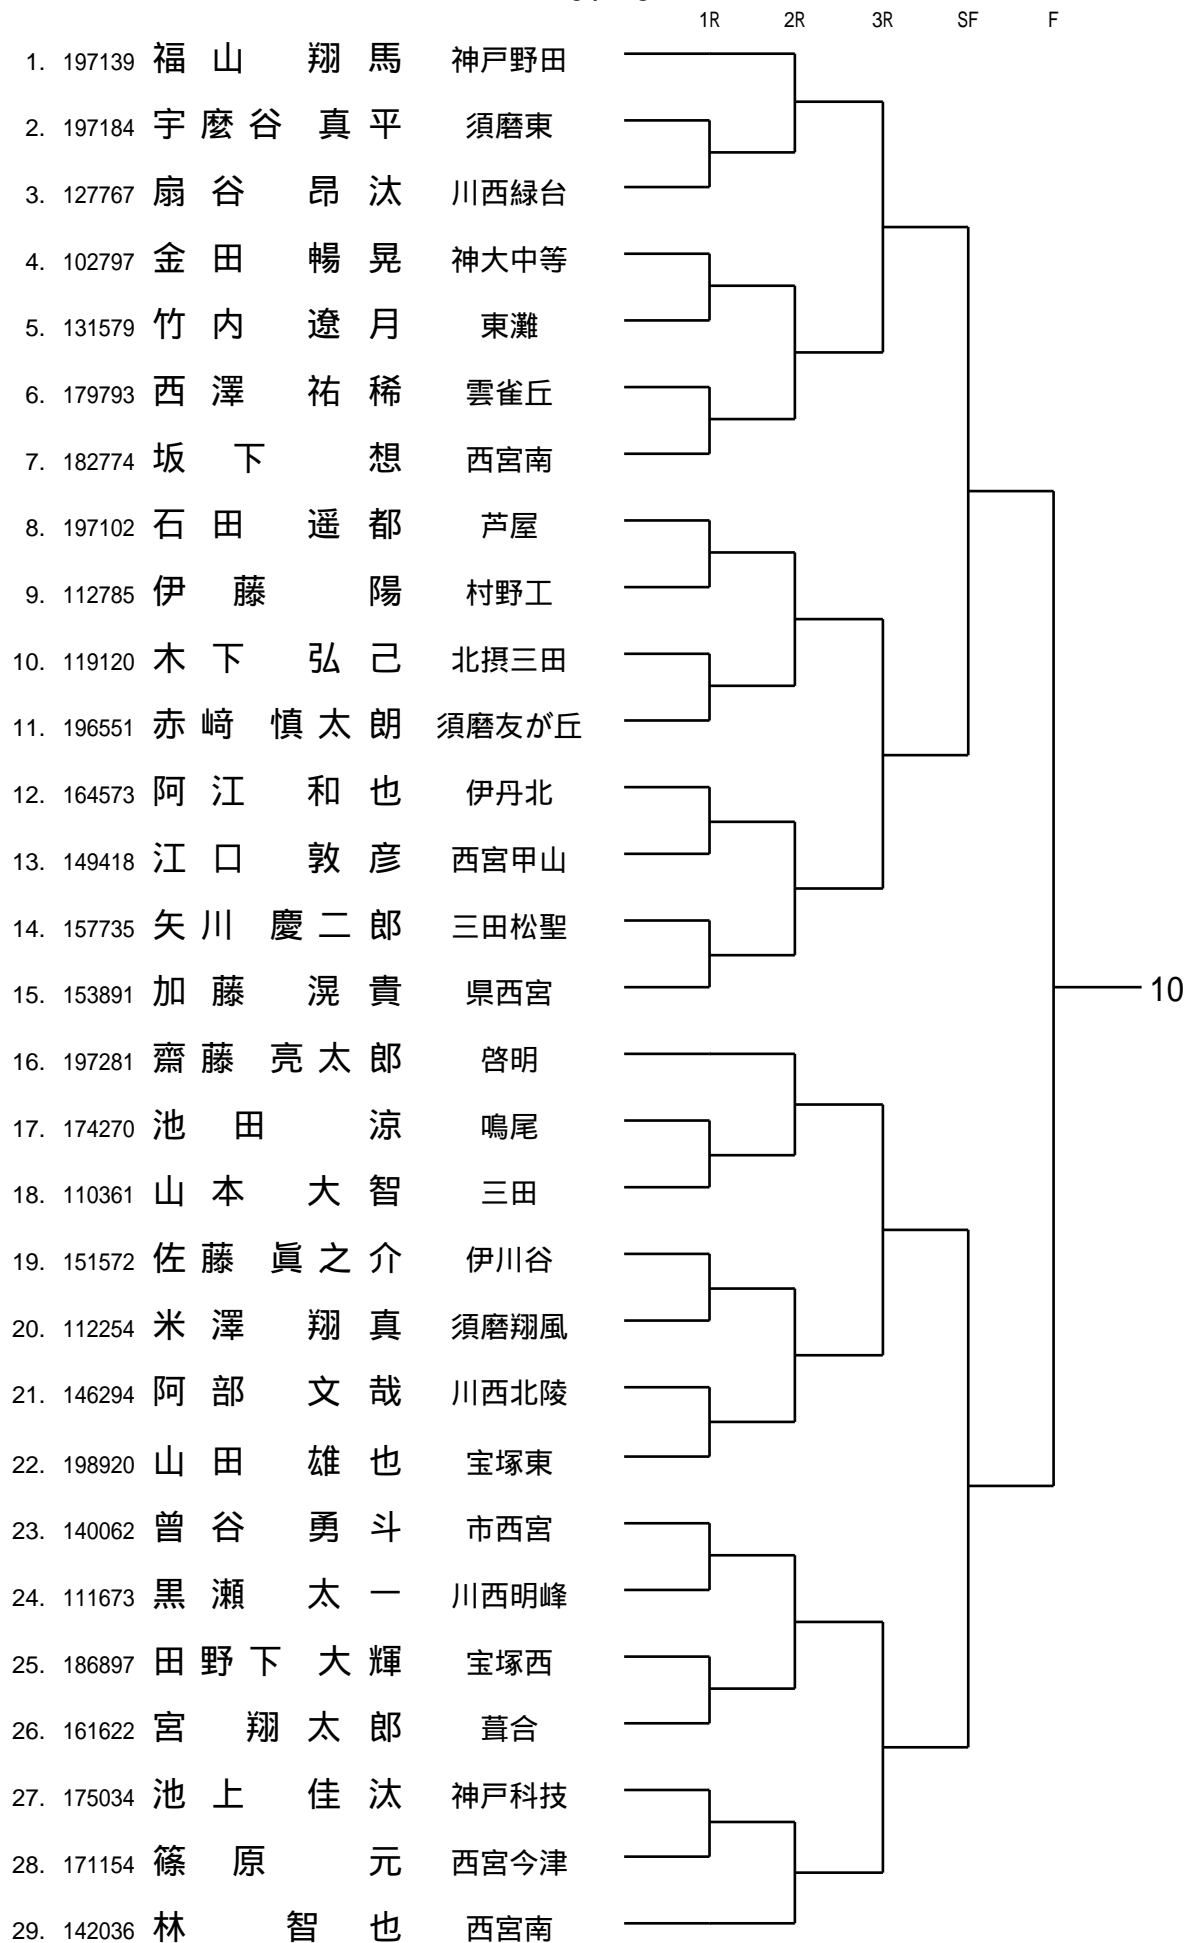 1R 2R 3R SF F
1. 197139 福山 翔馬 神戸野田
2. 197184 宇麼谷 真平 須磨東
3. 127767 扇谷 昂汰 川西緑台
4. 102797 金田 暢晃 神大中等
5. 131579 竹内 遼月 東灘
6. 179793 西澤 祐稀 雲雀丘
7. 182774 坂下 想 西宮南
8. 197102 石田 遥都 芦屋
9. 112785 伊藤 陽 村野工
10. 119120 木下 弘己 北摂三田
11. 196551 赤﨑 慎太朗 須磨友が丘
12. 164573 阿江 和也 伊丹北
13. 149418 江口 敦彦 西宮甲山
14. 157735 矢川 慶二郎 三田松聖
15. 153891 加藤 滉貴 県西宮
10
16. 197281 齋藤 亮太郎 啓明
17. 174270 池田 涼 鳴尾
18. 110361 山本 大智 三田
19. 151572 佐藤 眞之介 伊川谷
20. 112254 米澤 翔真 須磨翔風
21. 146294 阿部 文哉 川西北陵
22. 198920 山田 雄也 宝塚東
23. 140062 曽谷 勇斗 市西宮
24. 111673 黒瀬 太一 川西明峰
25. 186897 田野下 大輝 宝塚西
26. 161622 宮 翔太郎 葺合
27. 175034 池上 佳汰 神戸科技
28. 171154 篠原 元 西宮今津
29. 142036 林 智也 西宮南